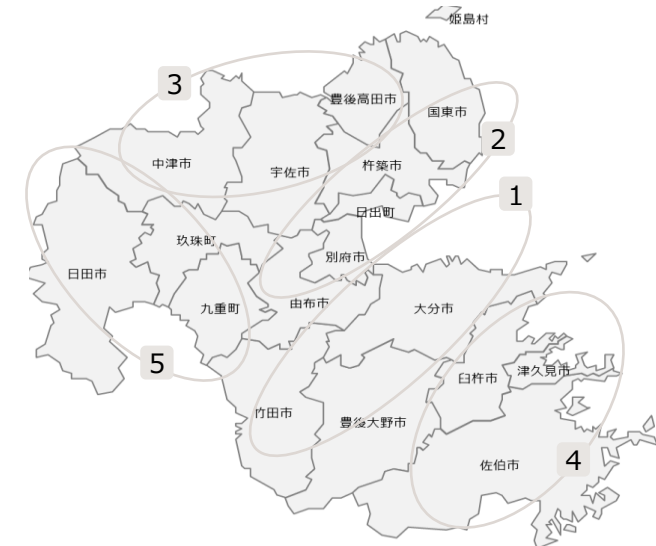 姫島村
3
豊後高田市
国東市
2
中津市
宇佐市
杵築市
1
日出町
玖珠町
別府市
日田市
九重町
由布市
大分市
5
臼杵市
津久見市
竹田市
豊後大野市
佐伯市
4